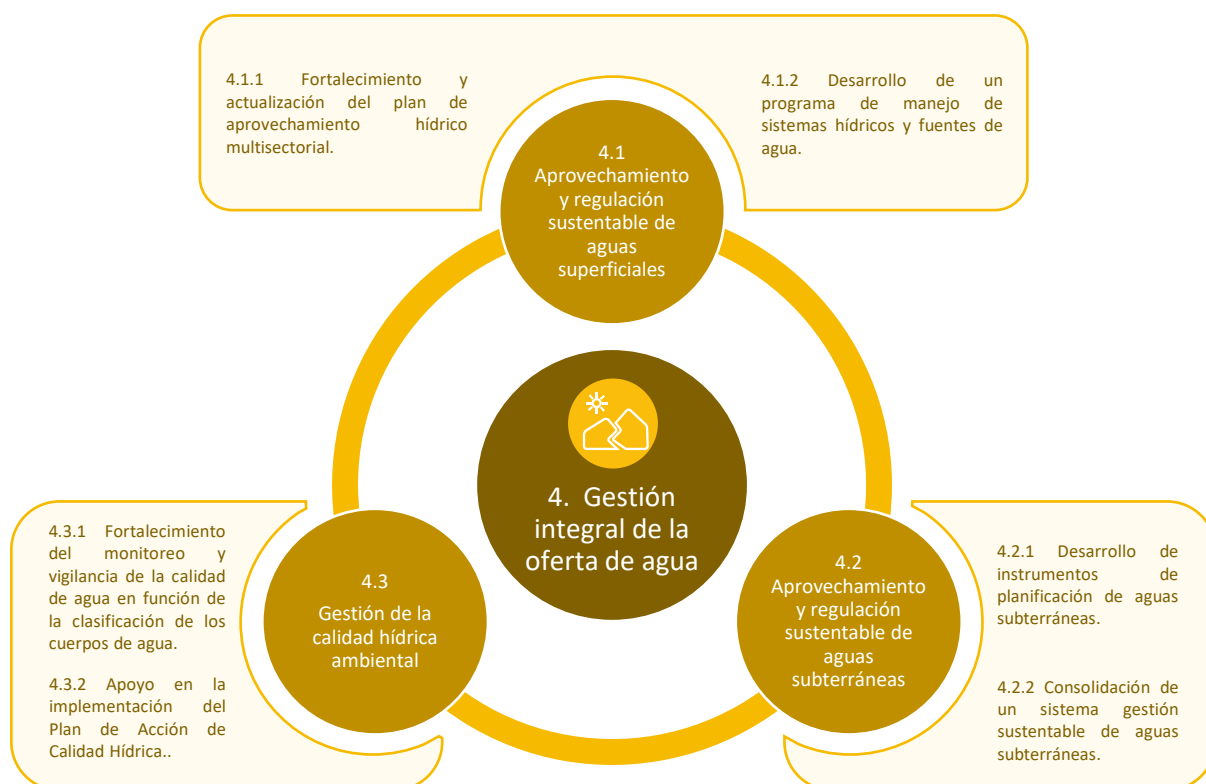 4.1.1 Fortalecimiento y
actualización del plan de
aprovechamiento hídrico
multisectorial.
4.1.2 Desarrollo de un
programa de manejo de
sistemas hídricos y fuentes de
agua.
4.1
Aprovechamiento
y regulación
sustentable de
aguas
superficiales
4. Gestión
integral de la
oferta de agua
4.3.1 Fortalecimiento
del monitoreo y
vigilancia de la calidad
de agua en función de
la clasificación de los
cuerpos de agua.
4.3.2 Apoyo en la
implementación del
Plan de Acción de
Calidad Hídrica..
4.3
Gestión de la
calidad hídrica
ambiental
4.2
Aprovechamiento
y regulación
sustentable de
aguas
subterráneas
4.2.1 Desarrollo de
instrumentos de
planificación de aguas
subterráneas.
4.2.2 Consolidación de
un sistema gestión
sustentable de aguas
subterráneas.